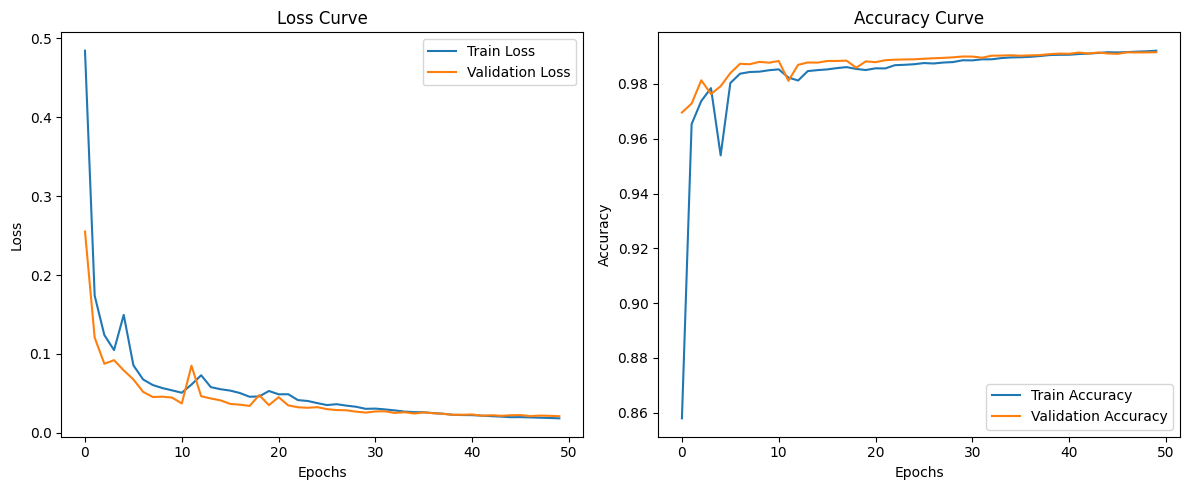 Loss Curve
Train Loss
Validation Loss
Loss
0.5
0.4
0.3
0.2
0.1
0.0
0 10 20 30 40 50
Epochs
Accuracy Curve
Accuracy
0.98
0.96
0.94
0.92
0.90
0.88
0.86
Train Accuracy
Validation Accuracy
0 10 20 30 40 50
Epochs